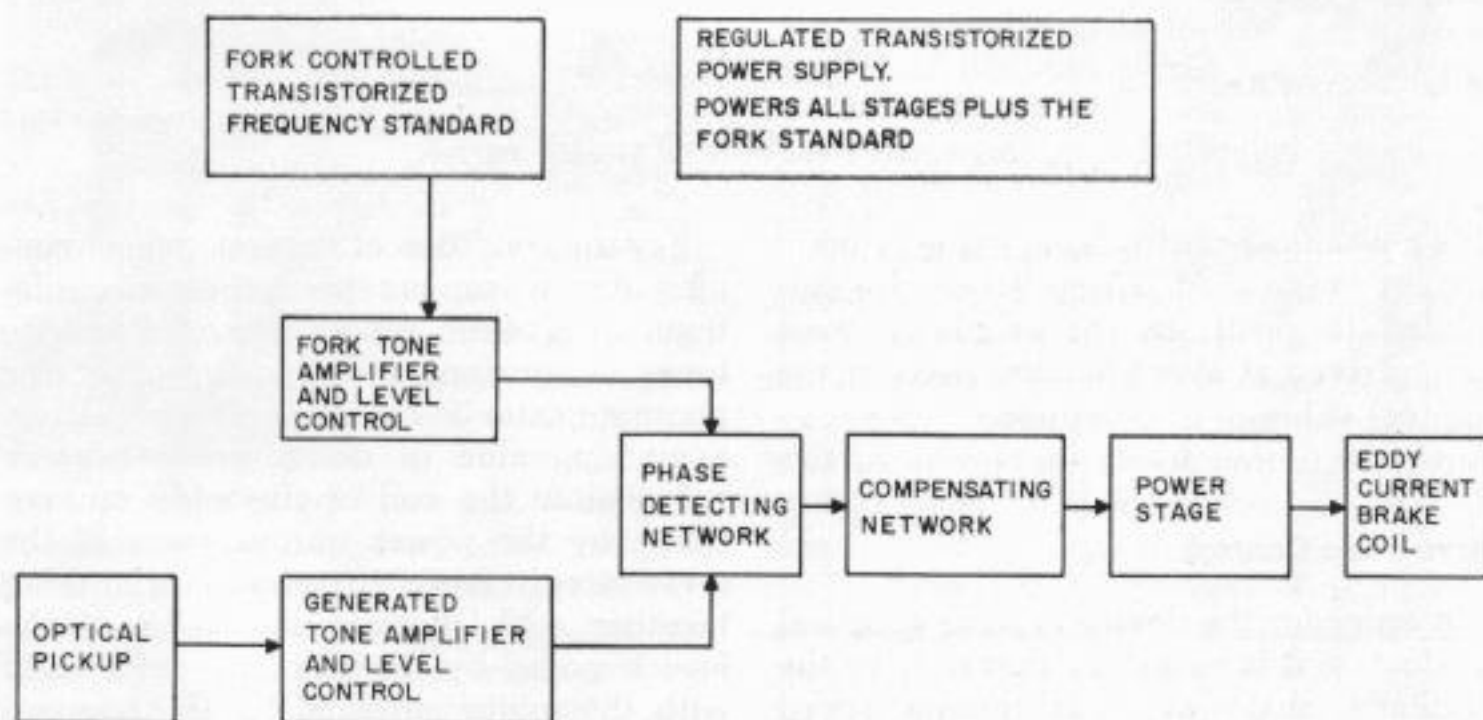 FORK CONTROLLED
TRANSISTORIZED
FREQUENCY STANDARD
REGULATED TRANSISTORIZED
POWER SUPPLY.
POWERS ALL STAGES PLUS THE
FORK STANDARD
FORK TONE
AMPLIFIER
AND LEVEL
CONTROL
PHASE
DETECTING
NETWORK
COMPENSATING
NETWORK
POWER
STAGE
EDDY
CURRENT
BRAKE
COIL
OPTICAL
PICKUP
GENERATED
TONE AMPLIFIER
AND LEVEL
CONTROL